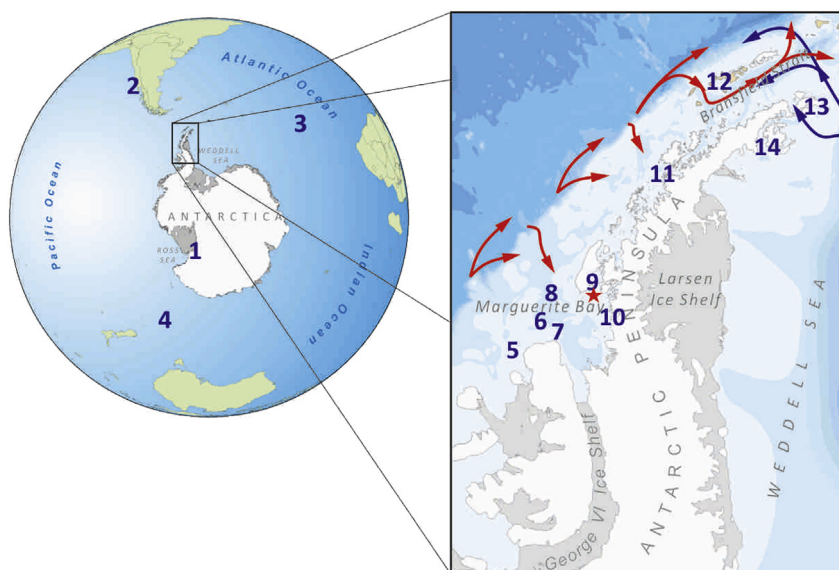 Atlantic Ocean
2
3
WEDDELL
SEA
Pacific Ocean
ANTARCTICA
1
ROSS
SEA
Indian Ocean
4
12
Bransfield Strait
13
14
11
PENINSULA
Larsen
Ice Shelf
9
8
Marguerite Bay
10
6
7
5
WEDDELL SEA
ANTARCTIC
George VI Ice Shelf